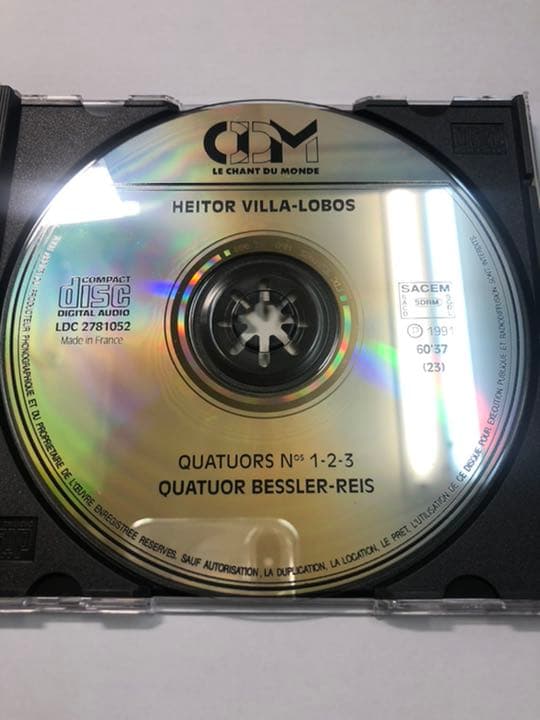 CDM
LE CHANT DU MONDE
HEITOR VILLA-LOBOS
COMPACT
disc
DIGITAL AUDIO
LDC 2781052
Made in France
SACEM
SDRM
℗ 1991
60'37
(23)
QUATUORS Nos 1-2-3
QUATUOR BESSLER-REIS
PRODUCTEUR PHONOGRAPHIQUE ET DU PROPRIETAIRE DE L'ŒUVRE ENREGISTREE RESERVES. SAUF AUTORISATION, LA DUPLICATION, LA LOCATION, LE PRET, L'UTILISATION DE CE DISQUE POUR EXECUTION PUBLIQUE ET RADIODIFFUSION SONT INTERDITS